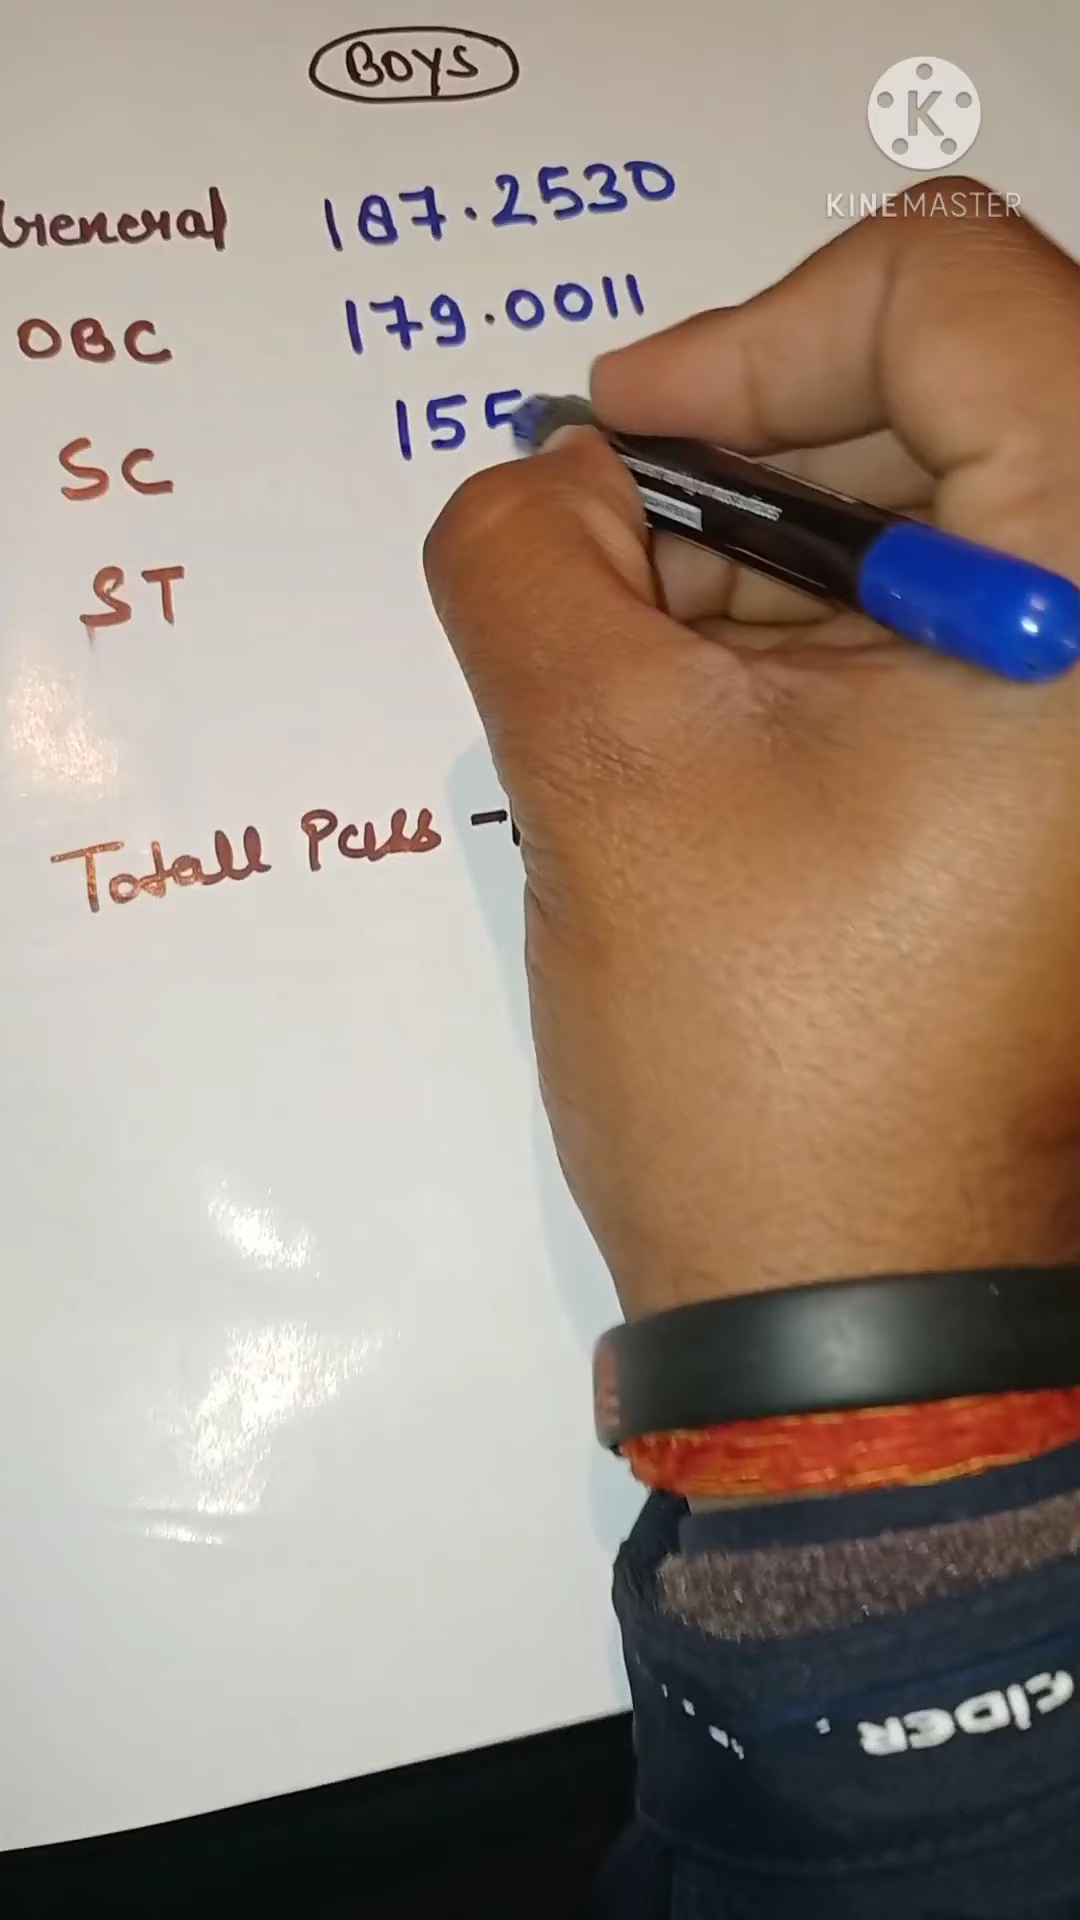 BOYS
K
KINEMASTER
General 187.2530
OBC 179.0011
SC 155
ST
Totall Pass -